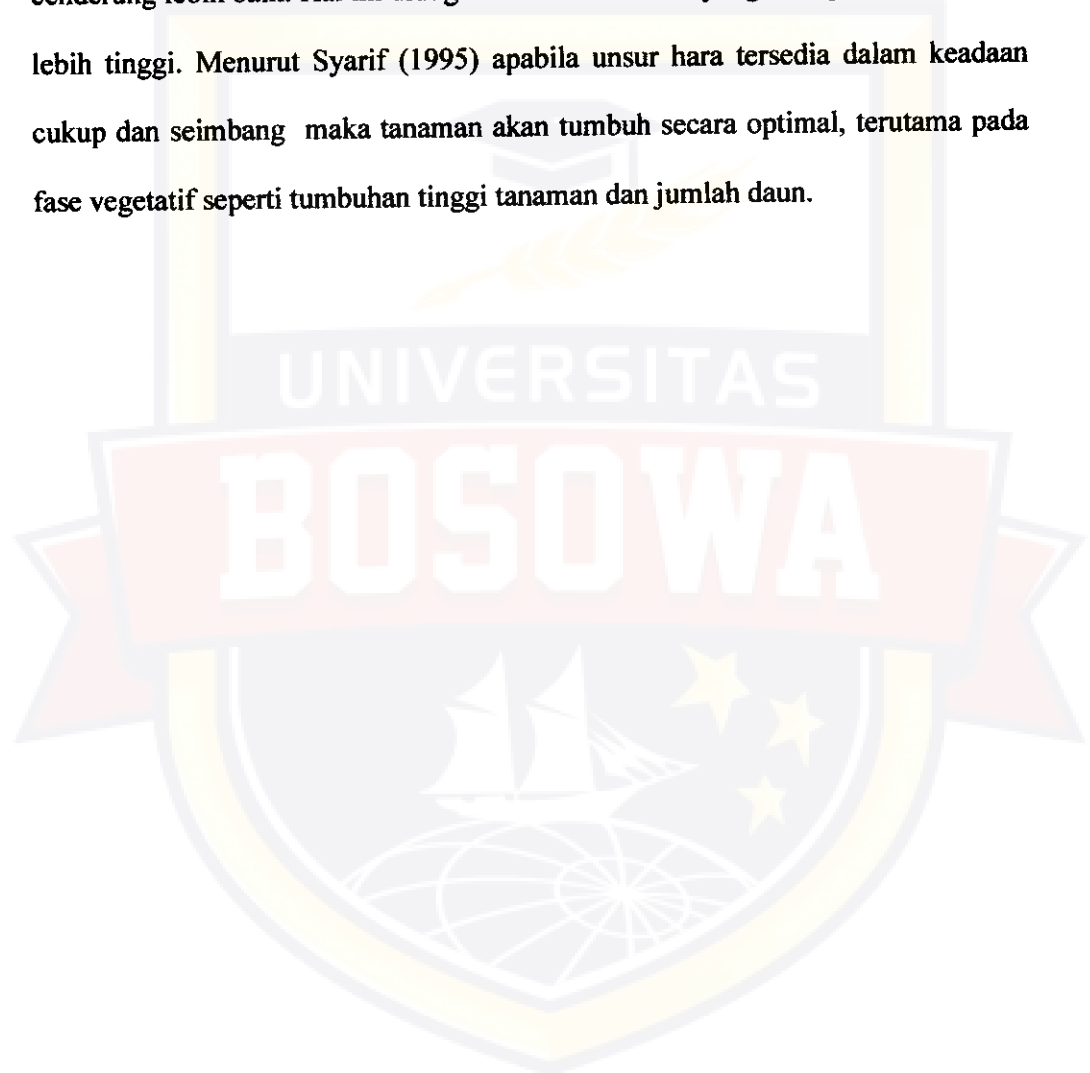 lebih tinggi. Menurut Syarif (1995) apabila unsur hara tersedia dalam keadaan
cukup dan seimbang maka tanaman akan tumbuh secara optimal, terutama pada
fase vegetatif seperti tumbuhan tinggi tanaman dan jumlah daun.
UNIVERSITAS
BOSOWA